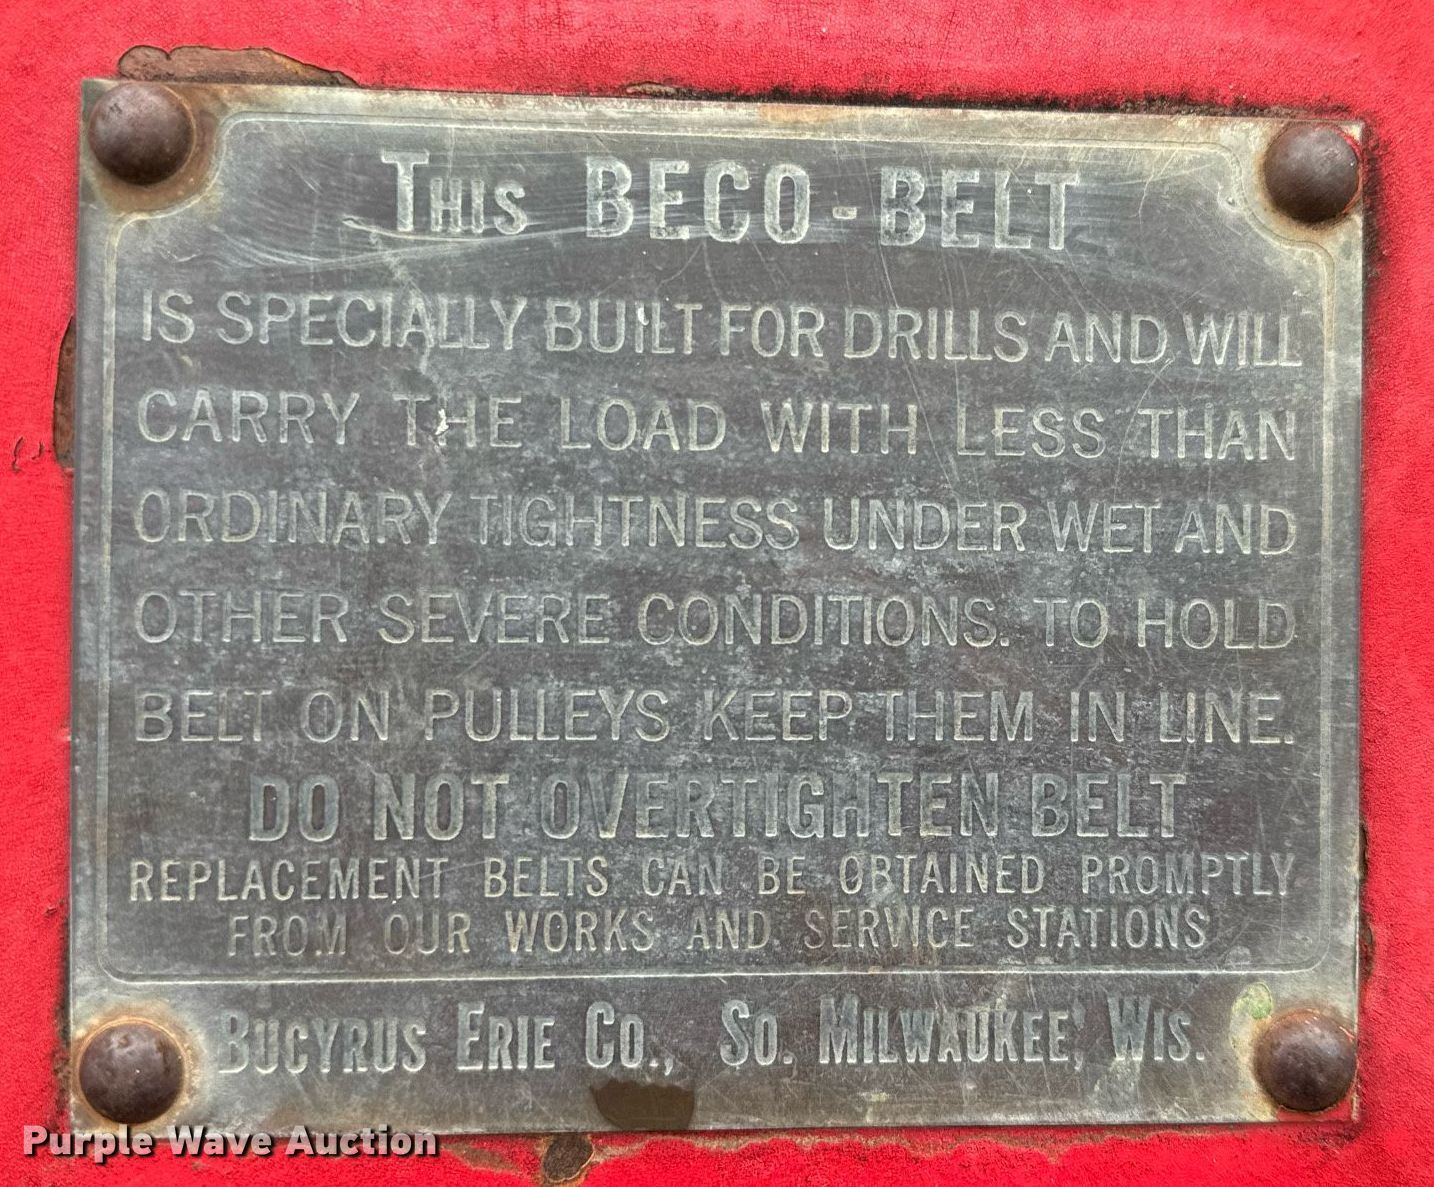 THIS BECO-BELT
IS SPECIALLY BUILT FOR DRILLS AND WILL
CARRY THE LOAD WITH LESS THAN
ORDINARY TIGHTNESS UNDER WET AND
OTHER SEVERE CONDITIONS. TO HOLD
BELT ON PULLEYS KEEP THEM IN LINE.
DO NOT OVERTIGHTEN BELT
REPLACEMENT BELTS CAN BE OBTAINED PROMPTLY
FROM OUR WORKS AND SERVICE STATIONS
BUCYRUS ERIE CO., SO. MILWAUKEE, WIS.
Purple Wave Auction